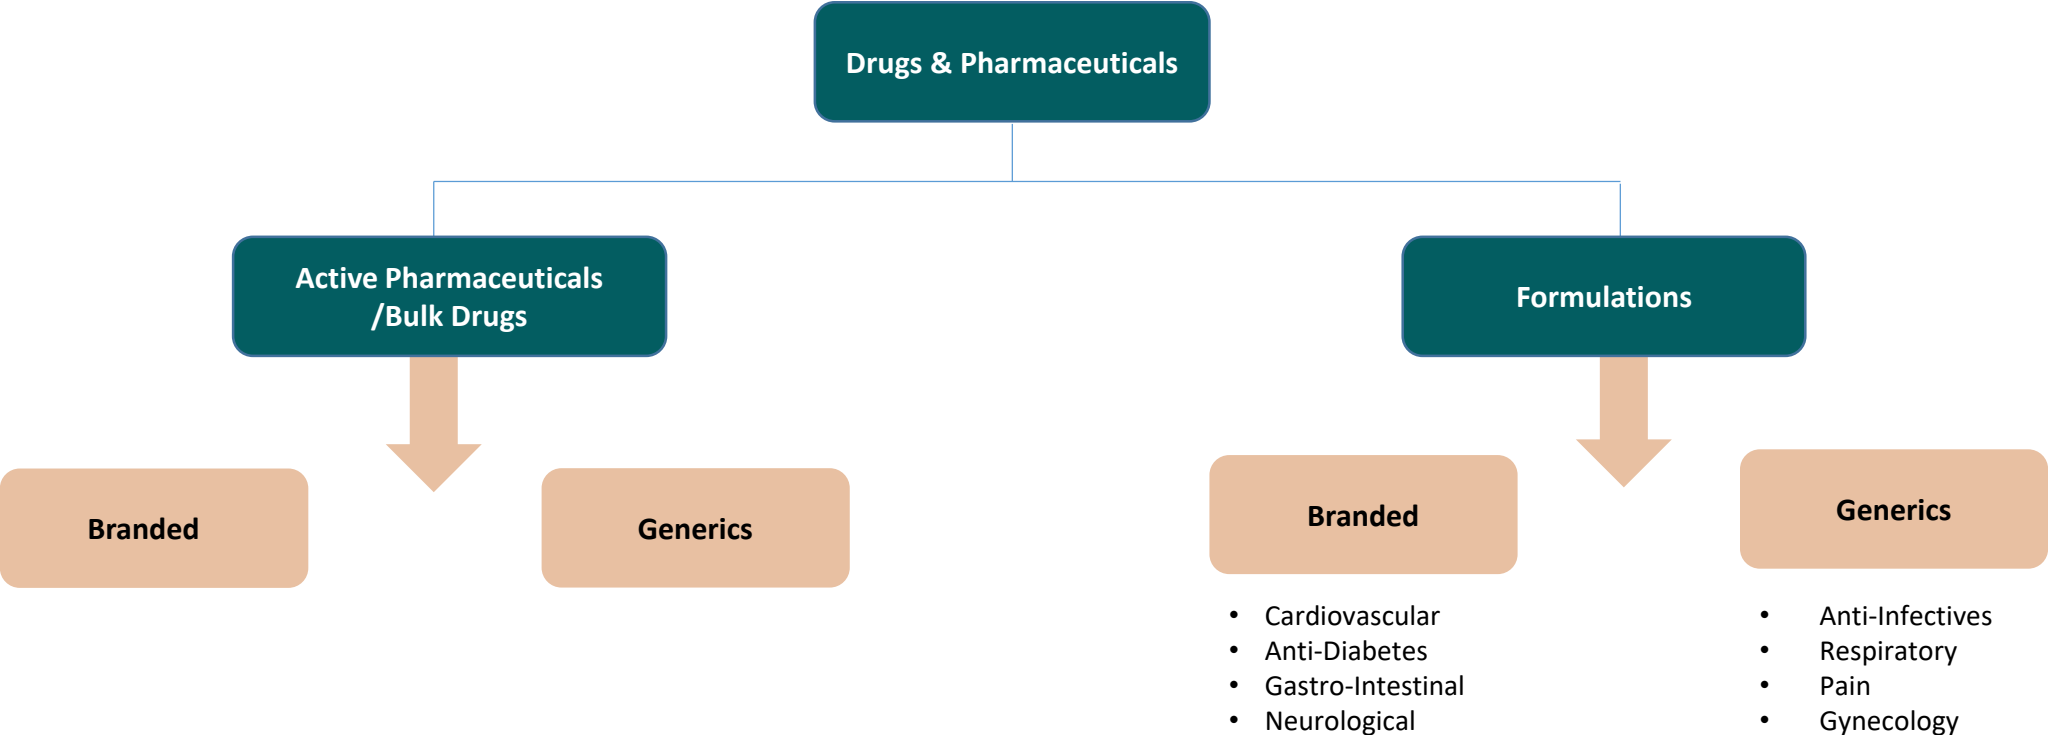 Drugs & Pharmaceuticals
Active Pharmaceuticals
/Bulk Drugs
Formulations
Branded
Generics
Branded
Generics
• Cardiovascular
• Anti-Diabetes
• Gastro-Intestinal
• Neurological
• Anti-Infectives
• Respiratory
• Pain
• Gynecology